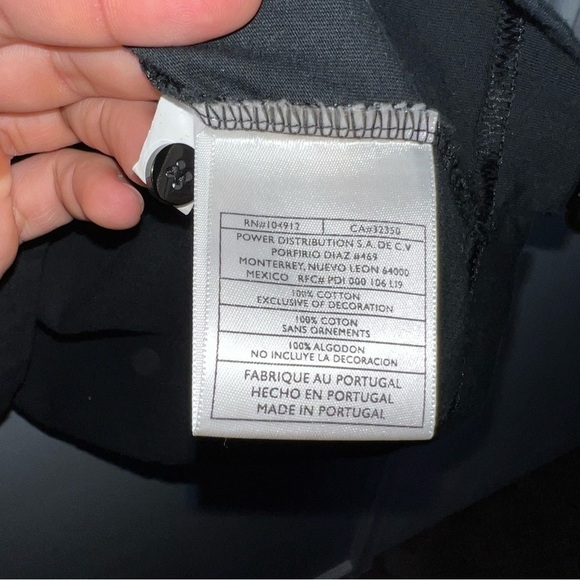 RN#104912 CA#32350
POWER DISTRIBUTION S.A. DE C.V
PORFIRIO DIAZ #469
MONTERREY, NUEVO LEON 64000
MEXICO RFC# PDI 000 106 L19
100% COTTON
EXCLUSIVE OF DECORATION
100% COTON
SANS ORNEMENTS
100% ALGODON
NO INCLUYE LA DECORACION
FABRIQUE AU PORTUGAL
HECHO EN PORTUGAL
MADE IN PORTUGAL